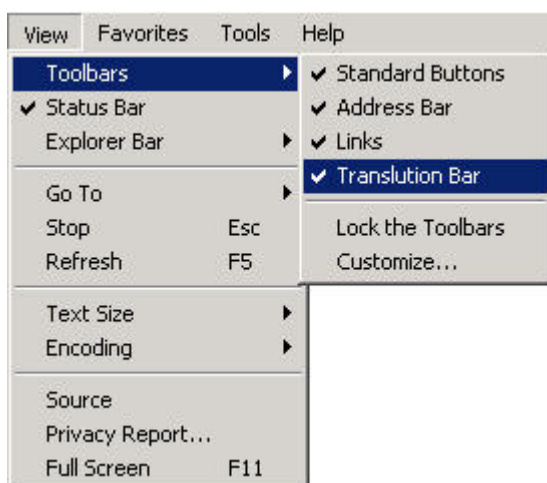 View Favorites Tools Help
Toolbars
Status Bar
Explorer Bar
Go To
Stop Esc
Refresh F5
Text Size
Encoding
Source
Privacy Report...
Full Screen F11
Standard Buttons
Address Bar
Links
Translution Bar
Lock the Toolbars
Customize...